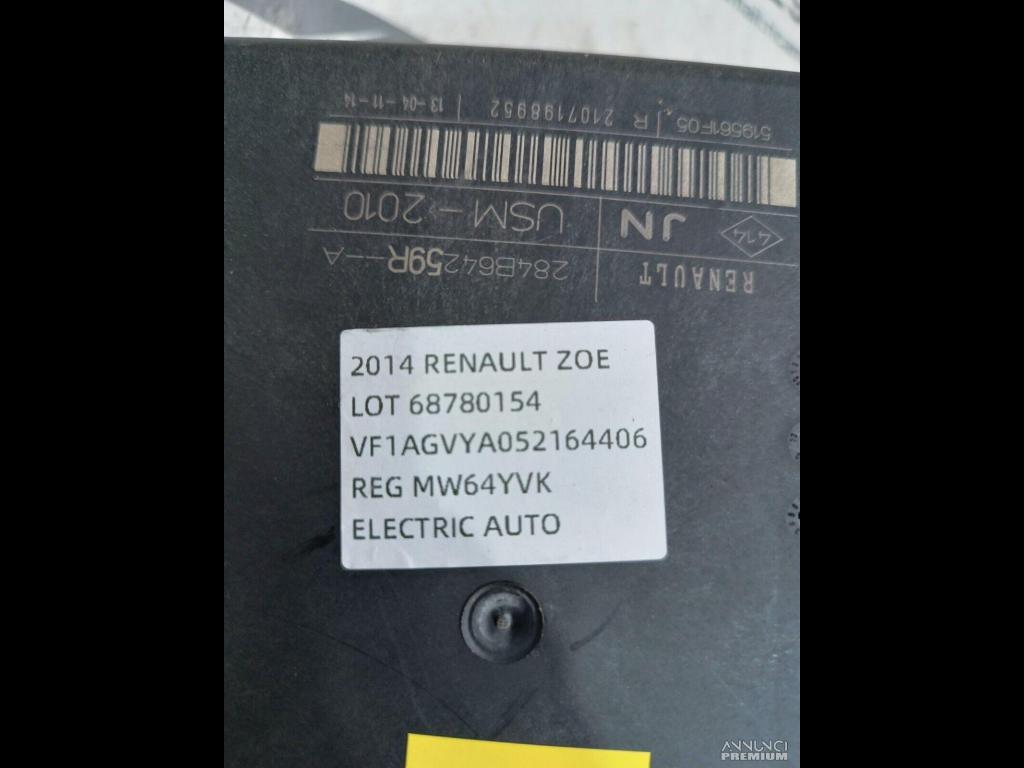 519561F05 R 2107198952 13-04-11-14
414 JN USM-2010
RENAULT 284B64259R--A
2014 RENAULT ZOE
LOT 68780154
VF1AGVYA052164406
REG MW64YVK
ELECTRIC AUTO
ANNUNCI
PREMIUM